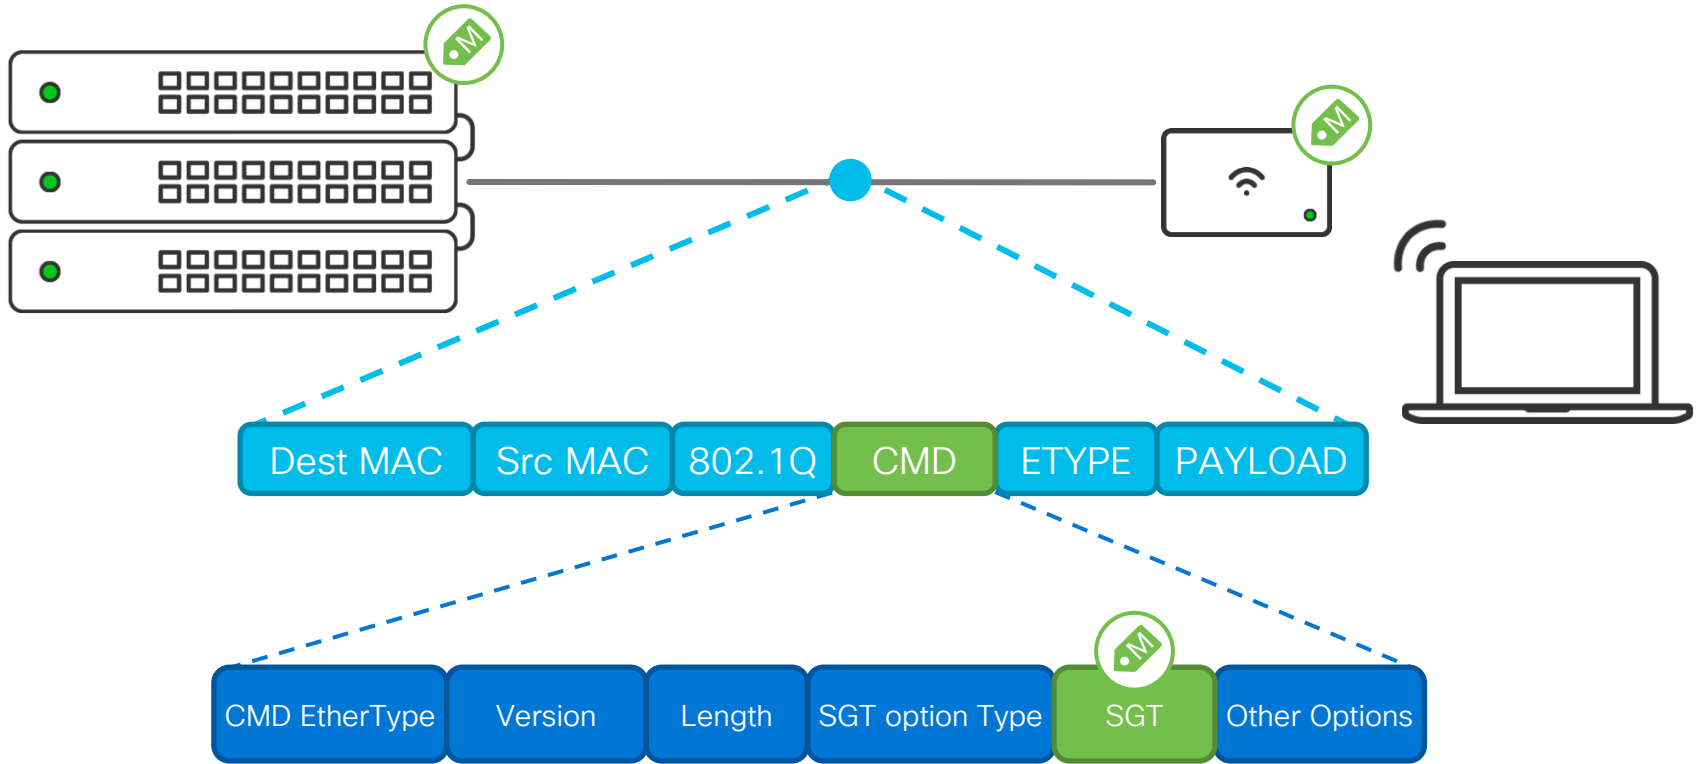 M
M
Dest MAC Src MAC 802.1Q CMD ETYPE PAYLOAD
M
CMD EtherType Version Length SGT option Type SGT Other Options